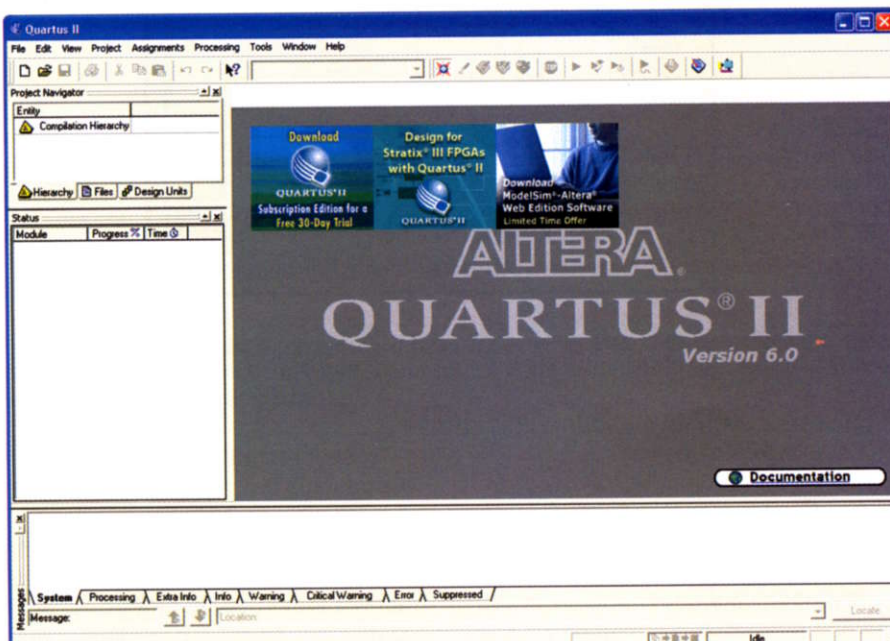 Quartus II
File Edit View Project Assignments Processing Tools Window Help
Project Navigator
Entity
Compilation Hierarchy
Hierarchy Files Design Units
Status
Module Progress % Time
Download
QUARTUS® II
Subscription Edition for a
Free 30-Day Trial
Design for
Stratix® III FPGAs
with Quartus® II
QUARTUS® II
Download
ModelSim®-Altera®
Web Edition Software
Limited Time Offer
ALTERA®
QUARTUS® II
Version 6.0
Documentation
Messages
System Processing Extra Info Info Warning Critical Warning Error Suppressed
Message:
Location:
Locate
Idle